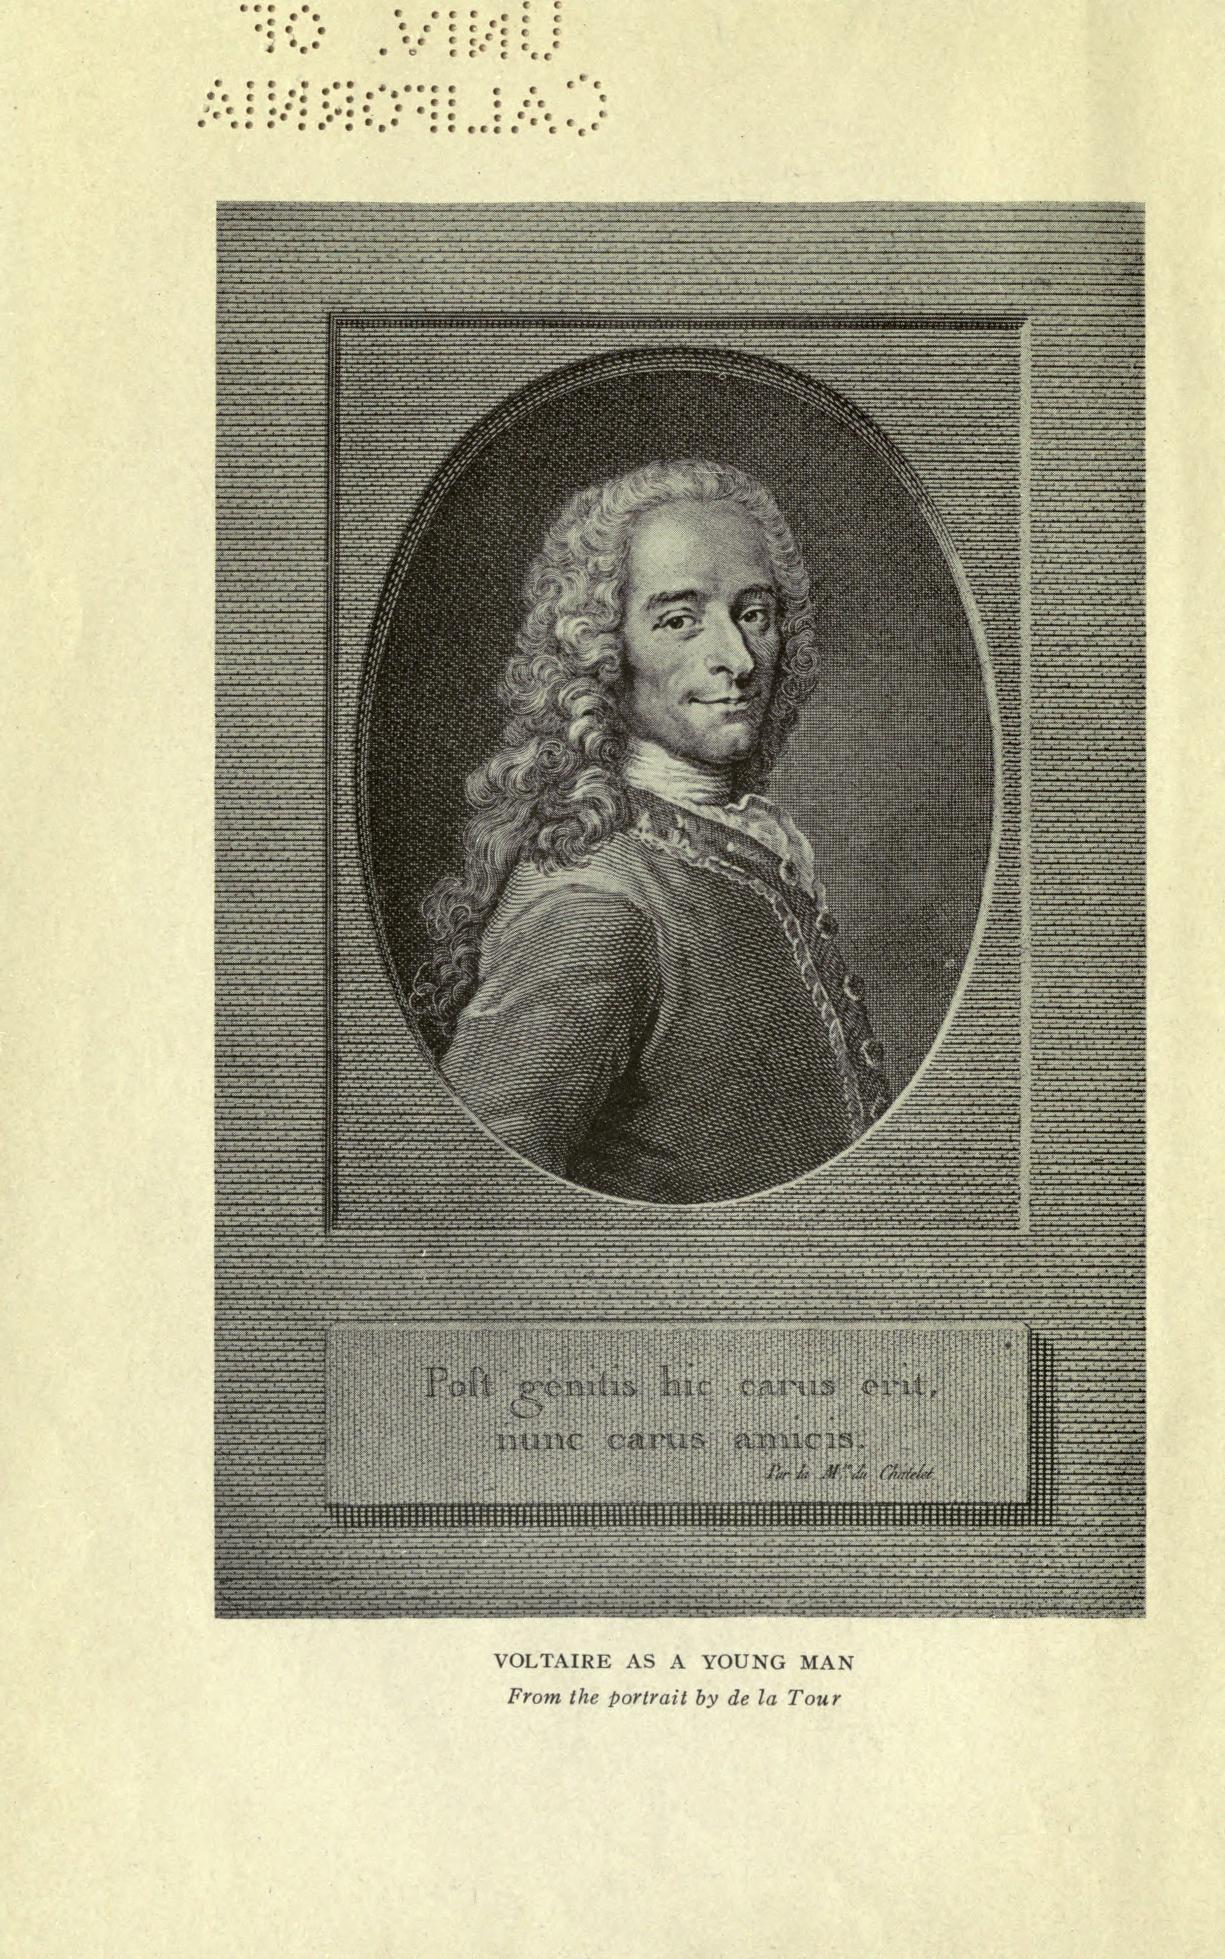 UNIV. OF
CALIFORNIA
Poſt genitis hic carus erit,
nunc carus amicis.
Par la M.se du Chatelet
VOLTAIRE AS A YOUNG MAN
From the portrait by de la Tour